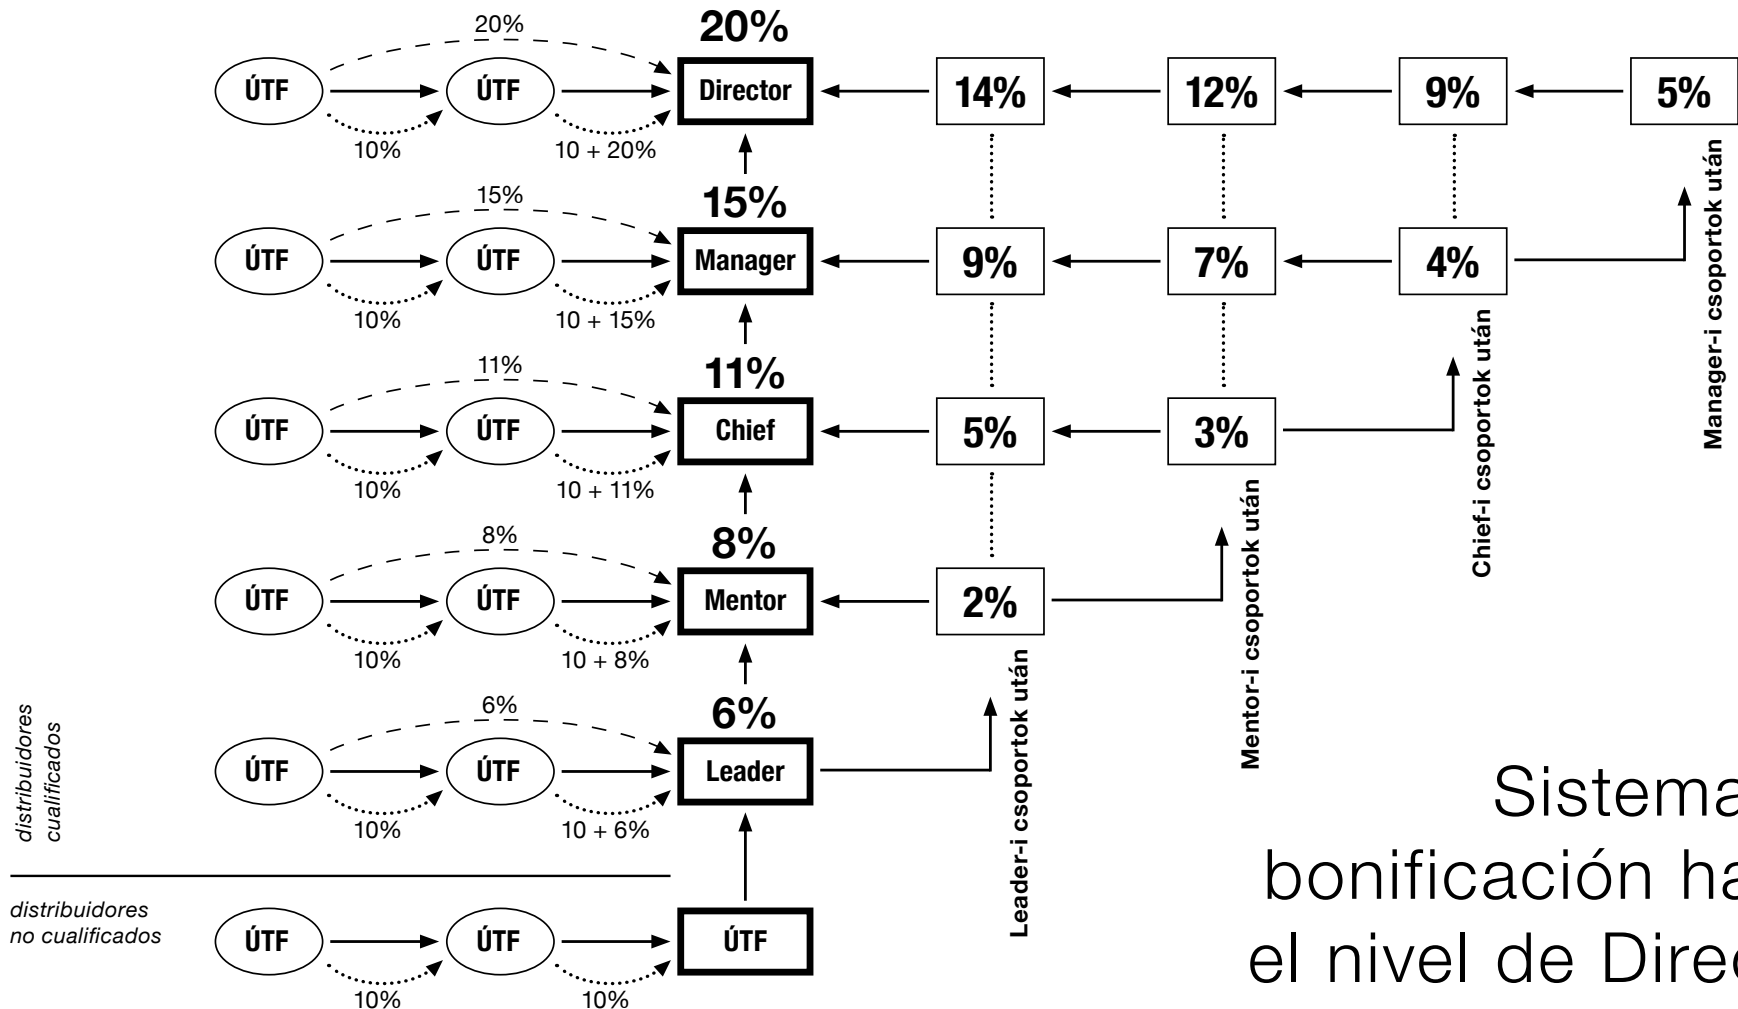 20%
20%
ÚTF
ÚTF
Director
14%
12%
9%
5%
10%
10 + 20%
15%
15%
ÚTF
ÚTF
Manager
9%
7%
4%
10%
10 + 15%
Manager-i csoportok után
11%
11%
ÚTF
ÚTF
Chief
5%
3%
10%
10 + 11%
Chief-i csoportok után
8%
8%
ÚTF
ÚTF
Mentor
2%
10%
10 + 8%
Mentor-i csoportok után
6%
6%
ÚTF
ÚTF
Leader
10%
10 + 6%
Leader-i csoportok után
distribuidores
cualificados
distribuidores
no cualificados
ÚTF
ÚTF
ÚTF
10%
10%
Sistema
bonificación ha
el nivel de Direc